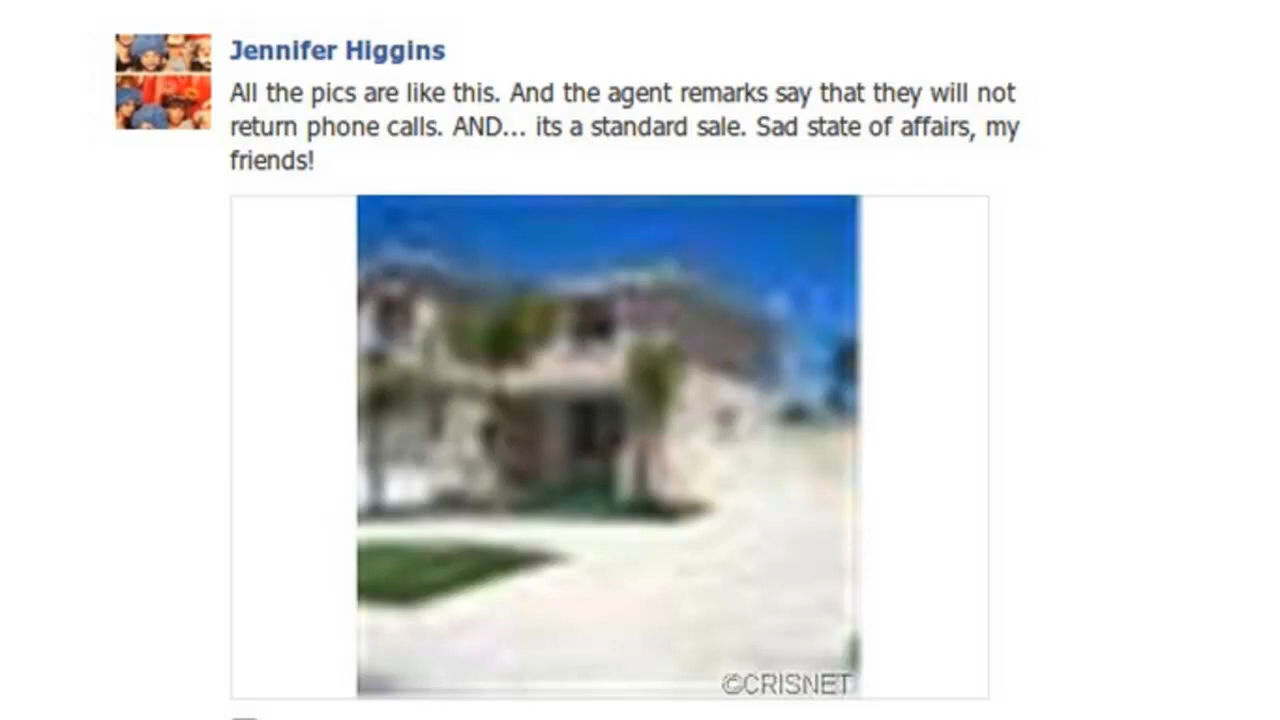 Jennifer Higgins
All the pics are like this. And the agent remarks say that they will not
return phone calls. AND... its a standard sale. Sad state of affairs, my
friends!
©CRISNET